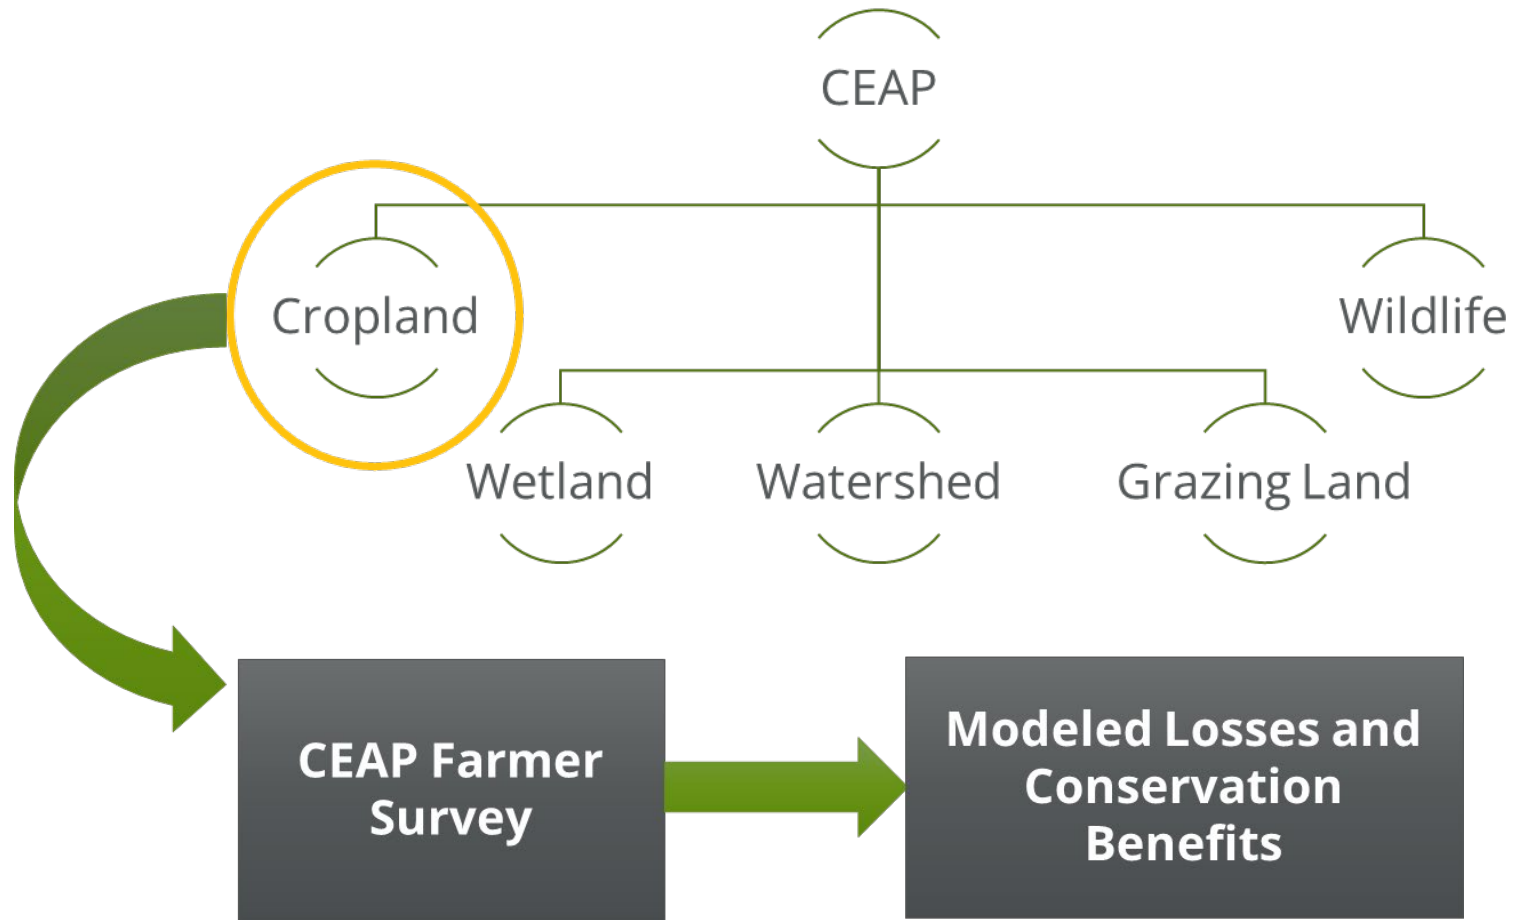 CEAP
Cropland
Wildlife
Wetland
Watershed
Grazing Land
CEAP Farmer
Survey
Modeled Losses and
Conservation
Benefits